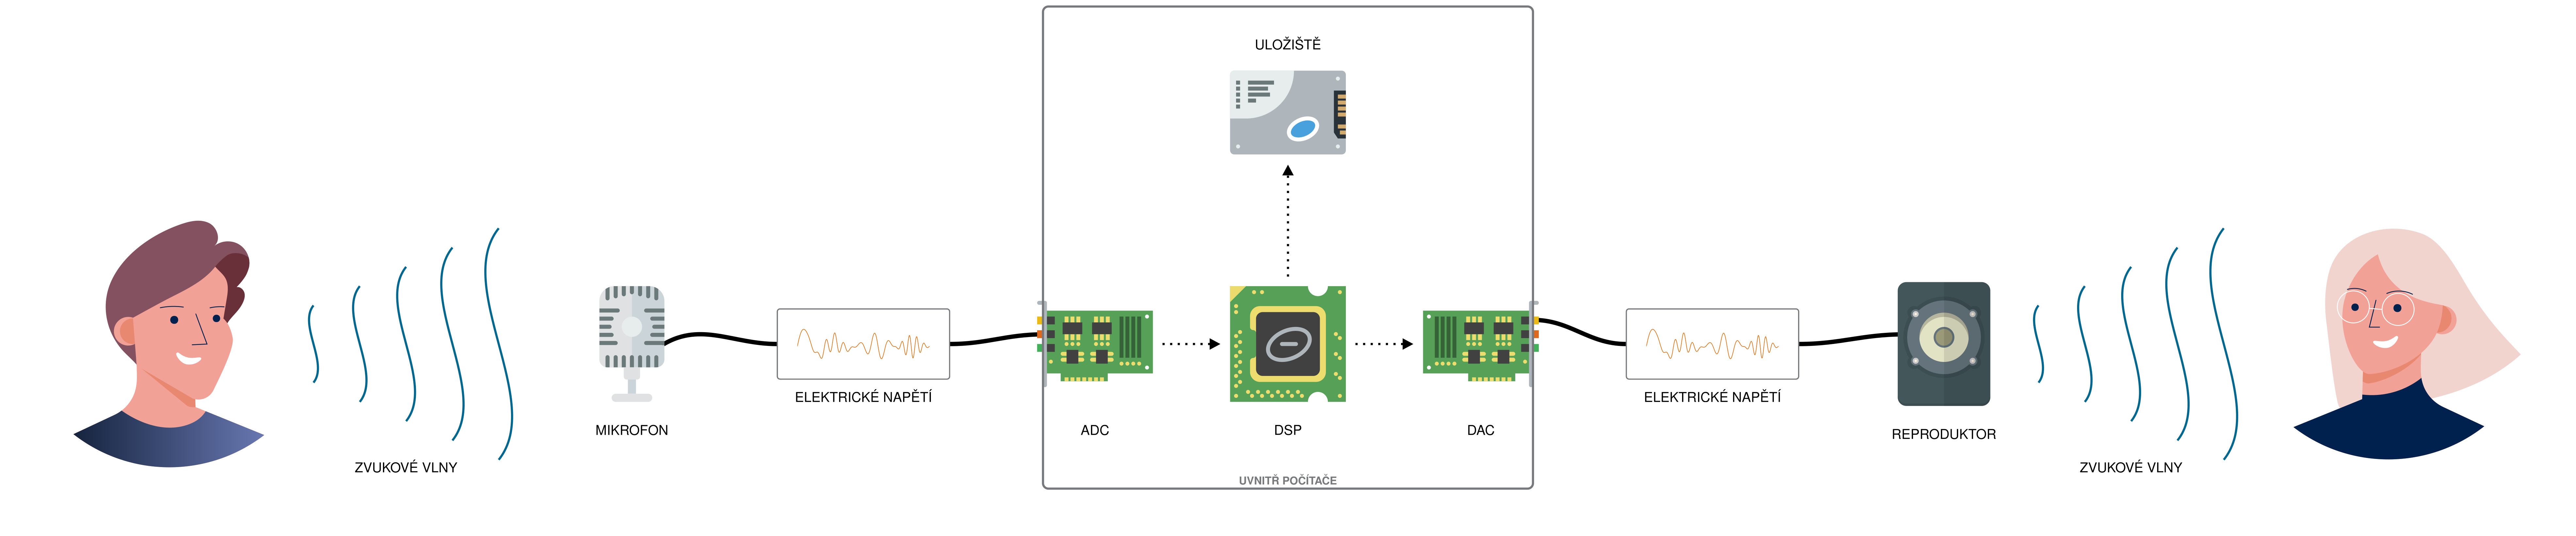 ULOŽIŠTĚ
ELEKTRICKÉ NAPĚTÍ
ELEKTRICKÉ NAPĚTÍ
MIKROFON
ADC
DSP
DAC
REPRODUKTOR
ZVUKOVÉ VLNY
ZVUKOVÉ VLNY
UVNITŘ POČÍTAČE